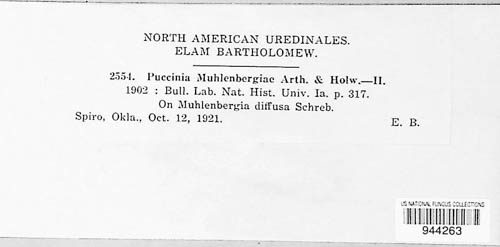 NORTH AMERICAN UREDINALES.
ELAM BARTHOLOMEW.
2554. Puccinia Muhlenbergiae Arth. & Holw.—II.
1902 : Bull. Lab. Nat. Hist. Univ. Ia. p. 317.
On Muhlenbergia diffusa Schreb.
Spiro, Okla., Oct. 12, 1921. E. B.
US NATIONAL FUNGUS COLLECTIONS
944263